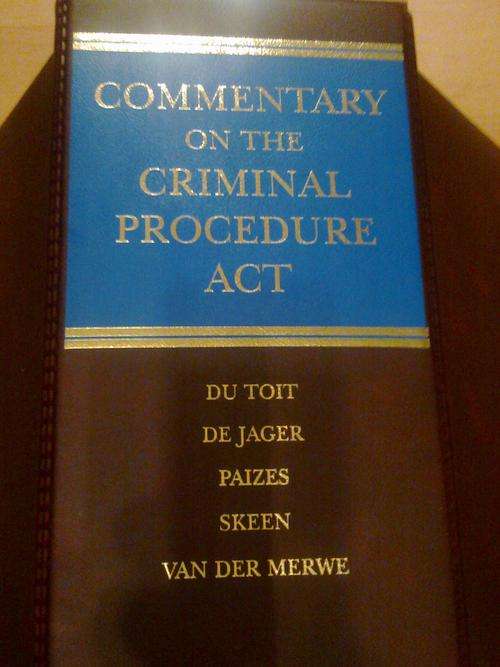 COMMENTARY
ON THE
CRIMINAL
PROCEDURE
ACT
DU TOIT
DE JAGER
PAIZES
SKEEN
VAN DER MERWE